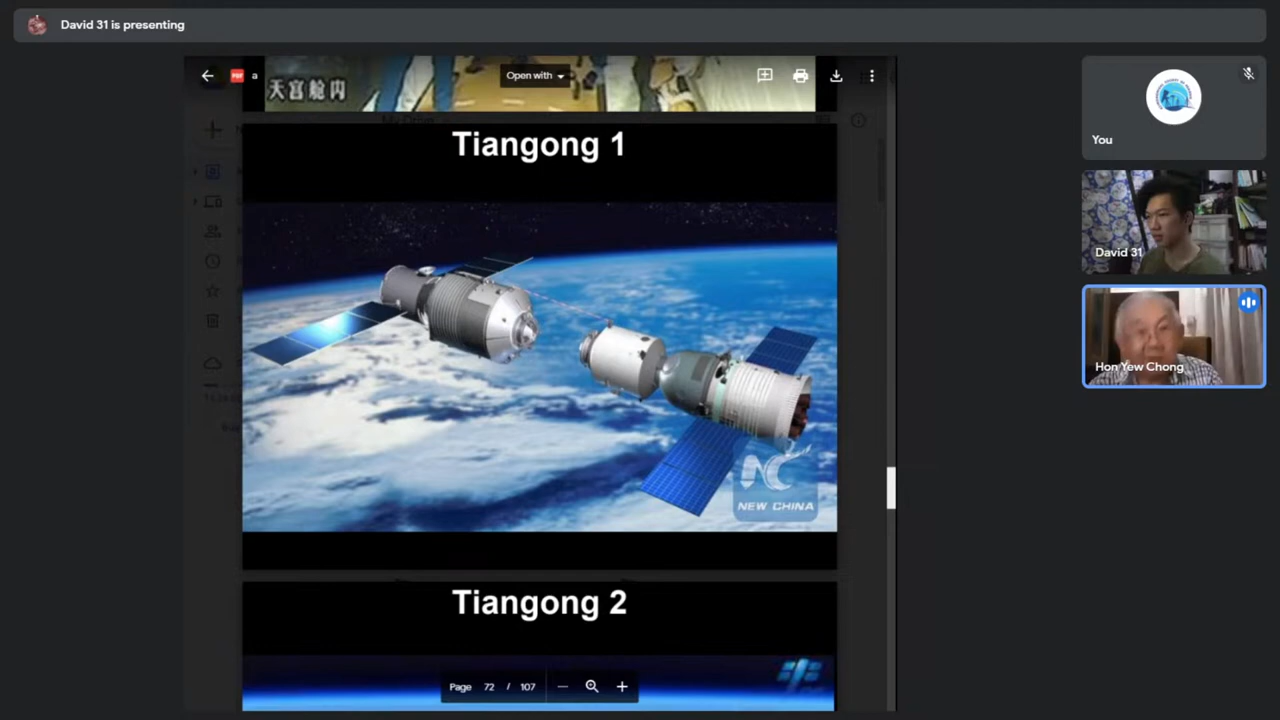 David 31 is presenting
a
Open with
天宫舱内
Tiangong 1
NC
NEW CHINA
Tiangong 2
Page 72 / 107
You
David 31
Hon Yew Chong